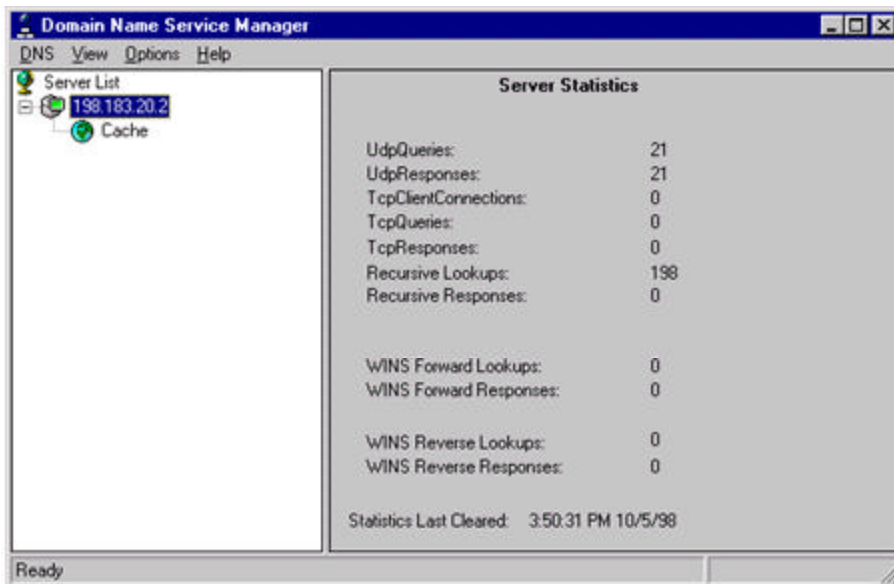 Domain Name Service Manager
DNS View Options Help
Server List
198.183.20.2
Cache
Server Statistics
UdpQueries: 21
UdpResponses: 21
TcpClientConnections: 0
TcpQueries: 0
TcpResponses: 0
Recursive Lookups: 198
Recursive Responses: 0
WINS Forward Lookups: 0
WINS Forward Responses: 0
WINS Reverse Lookups: 0
WINS Reverse Responses: 0
Statistics Last Cleared: 3:50:31 PM 10/5/98
Ready